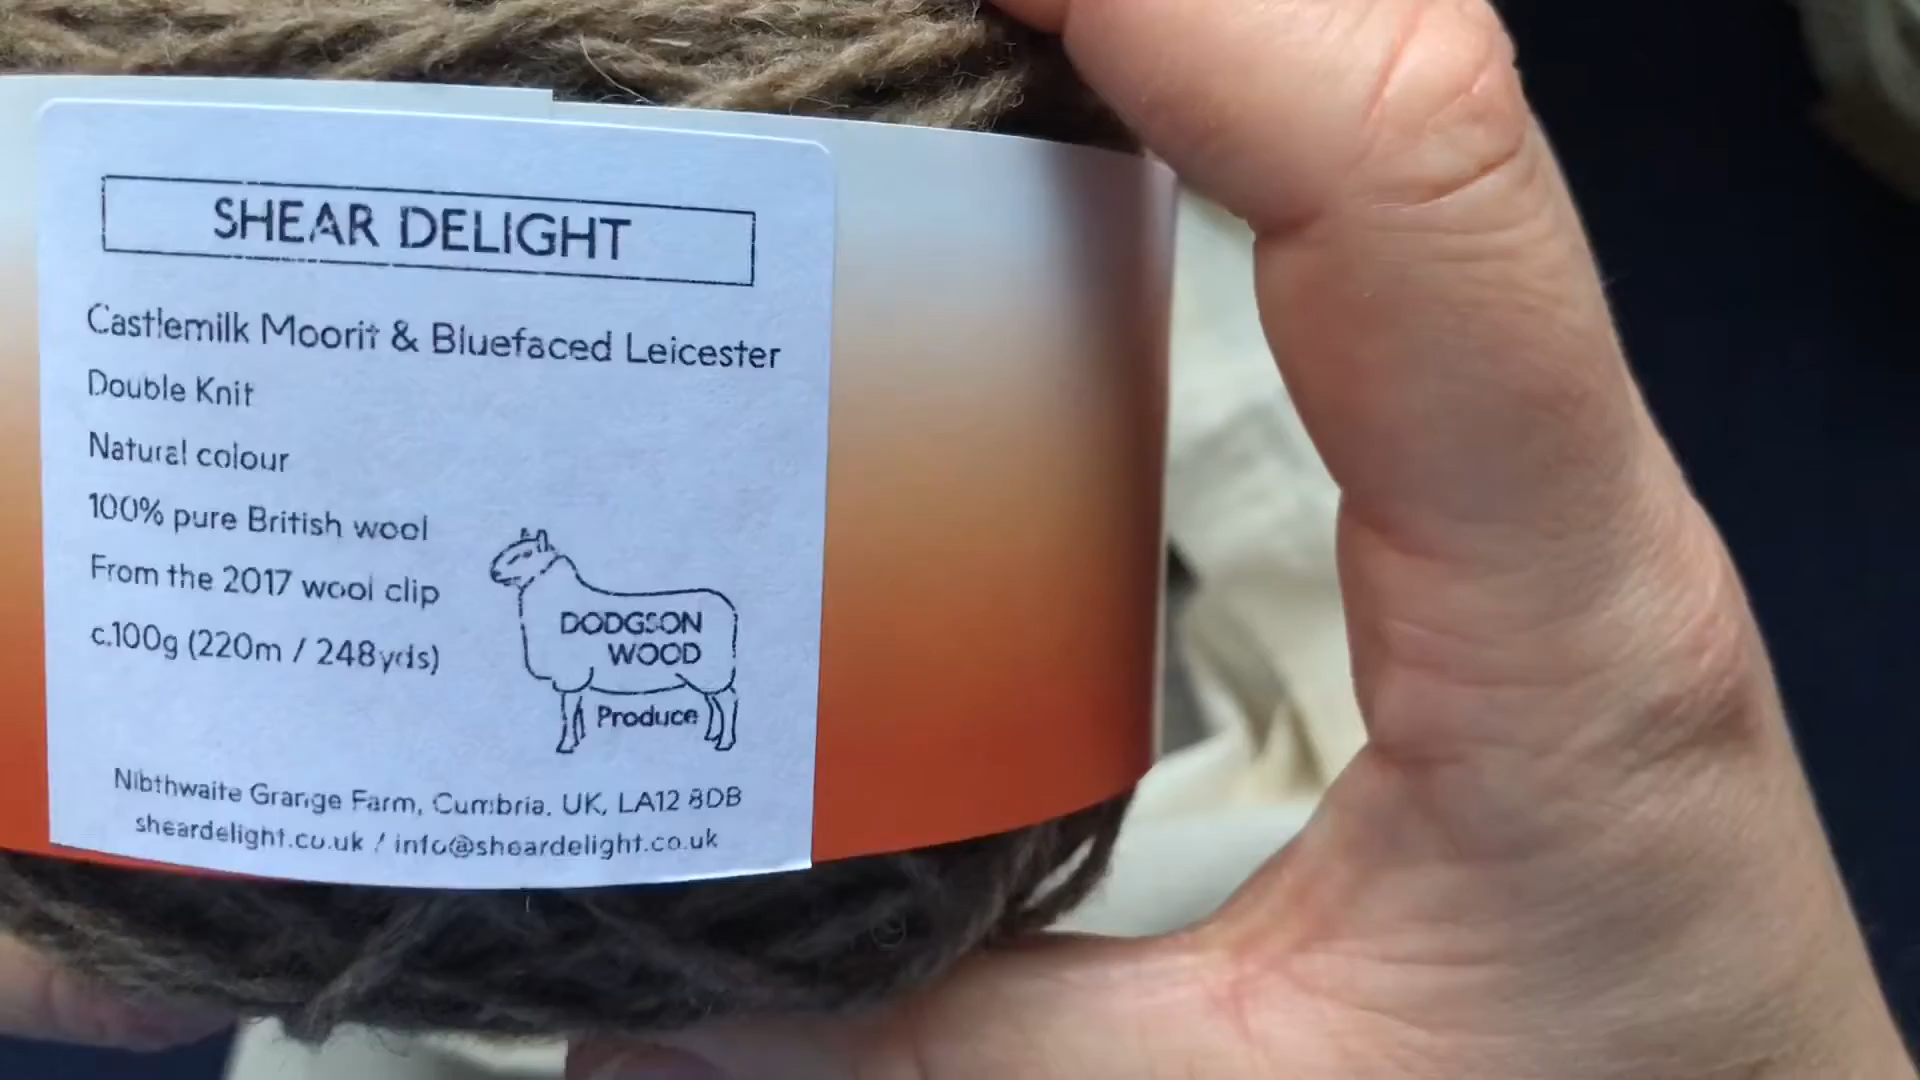 SHEAR DELIGHT
Castlemilk Moorit & Bluefaced Leicester
Double Knit
Natural colour
100% pure British wool
From the 2017 wool clip
c.100g (220m / 248yds)
DODGSON
WOOD
Produce
Nibthwaite Grange Farm, Cumbria. UK, LA12 8DB
sheardelight.co.uk / info@sheardelight.co.uk